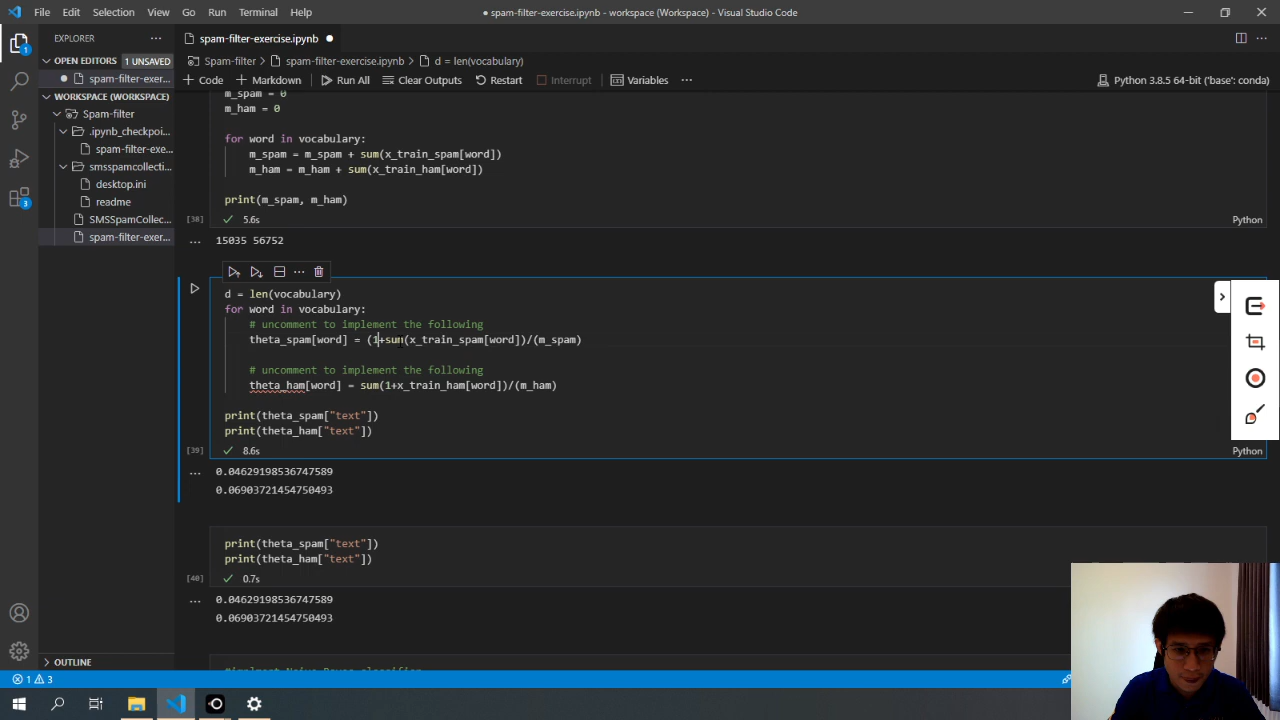 File Edit Selection View Go Run Terminal Help
● spam-filter-exercise.ipynb - workspace (Workspace) - Visual Studio Code
EXPLORER
spam-filter-exercise.ipynb
OPEN EDITORS 1 UNSAVED
spam-filter-exer...
Spam-filter > spam-filter-exercise.ipynb > d = len(vocabulary)
+ Code + Markdown Run All Clear Outputs Restart Interrupt Variables ...
Python 3.8.5 64-bit ('base': conda)
WORKSPACE (WORKSPACE)
Spam-filter
.ipynb_checkpoi...
spam-filter-exe...
smsspamcollecti...
desktop.ini
readme
SMSSpamCollec...
spam-filter-exer...
OUTLINE
1
3
m_spam = 0
m_ham = 0
for word in vocabulary:
m_spam = m_spam + sum(x_train_spam[word])
m_ham = m_ham + sum(x_train_ham[word])
print(m_spam, m_ham)
[38] 5.6s Python
... 15035 56752
d = len(vocabulary)
for word in vocabulary:
# uncomment to implement the following
theta_spam[word] = (1+sum(x_train_spam[word])/(m_spam)
# uncomment to implement the following
theta_ham[word] = sum(1+x_train_ham[word])/(m_ham)
print(theta_spam["text"])
print(theta_ham["text"])
[39] 8.6s Python
... 0.04629198536747589
0.06903721454750493
print(theta_spam["text"])
print(theta_ham["text"])
[40] 0.7s
... 0.04629198536747589
0.06903721454750493
1 3